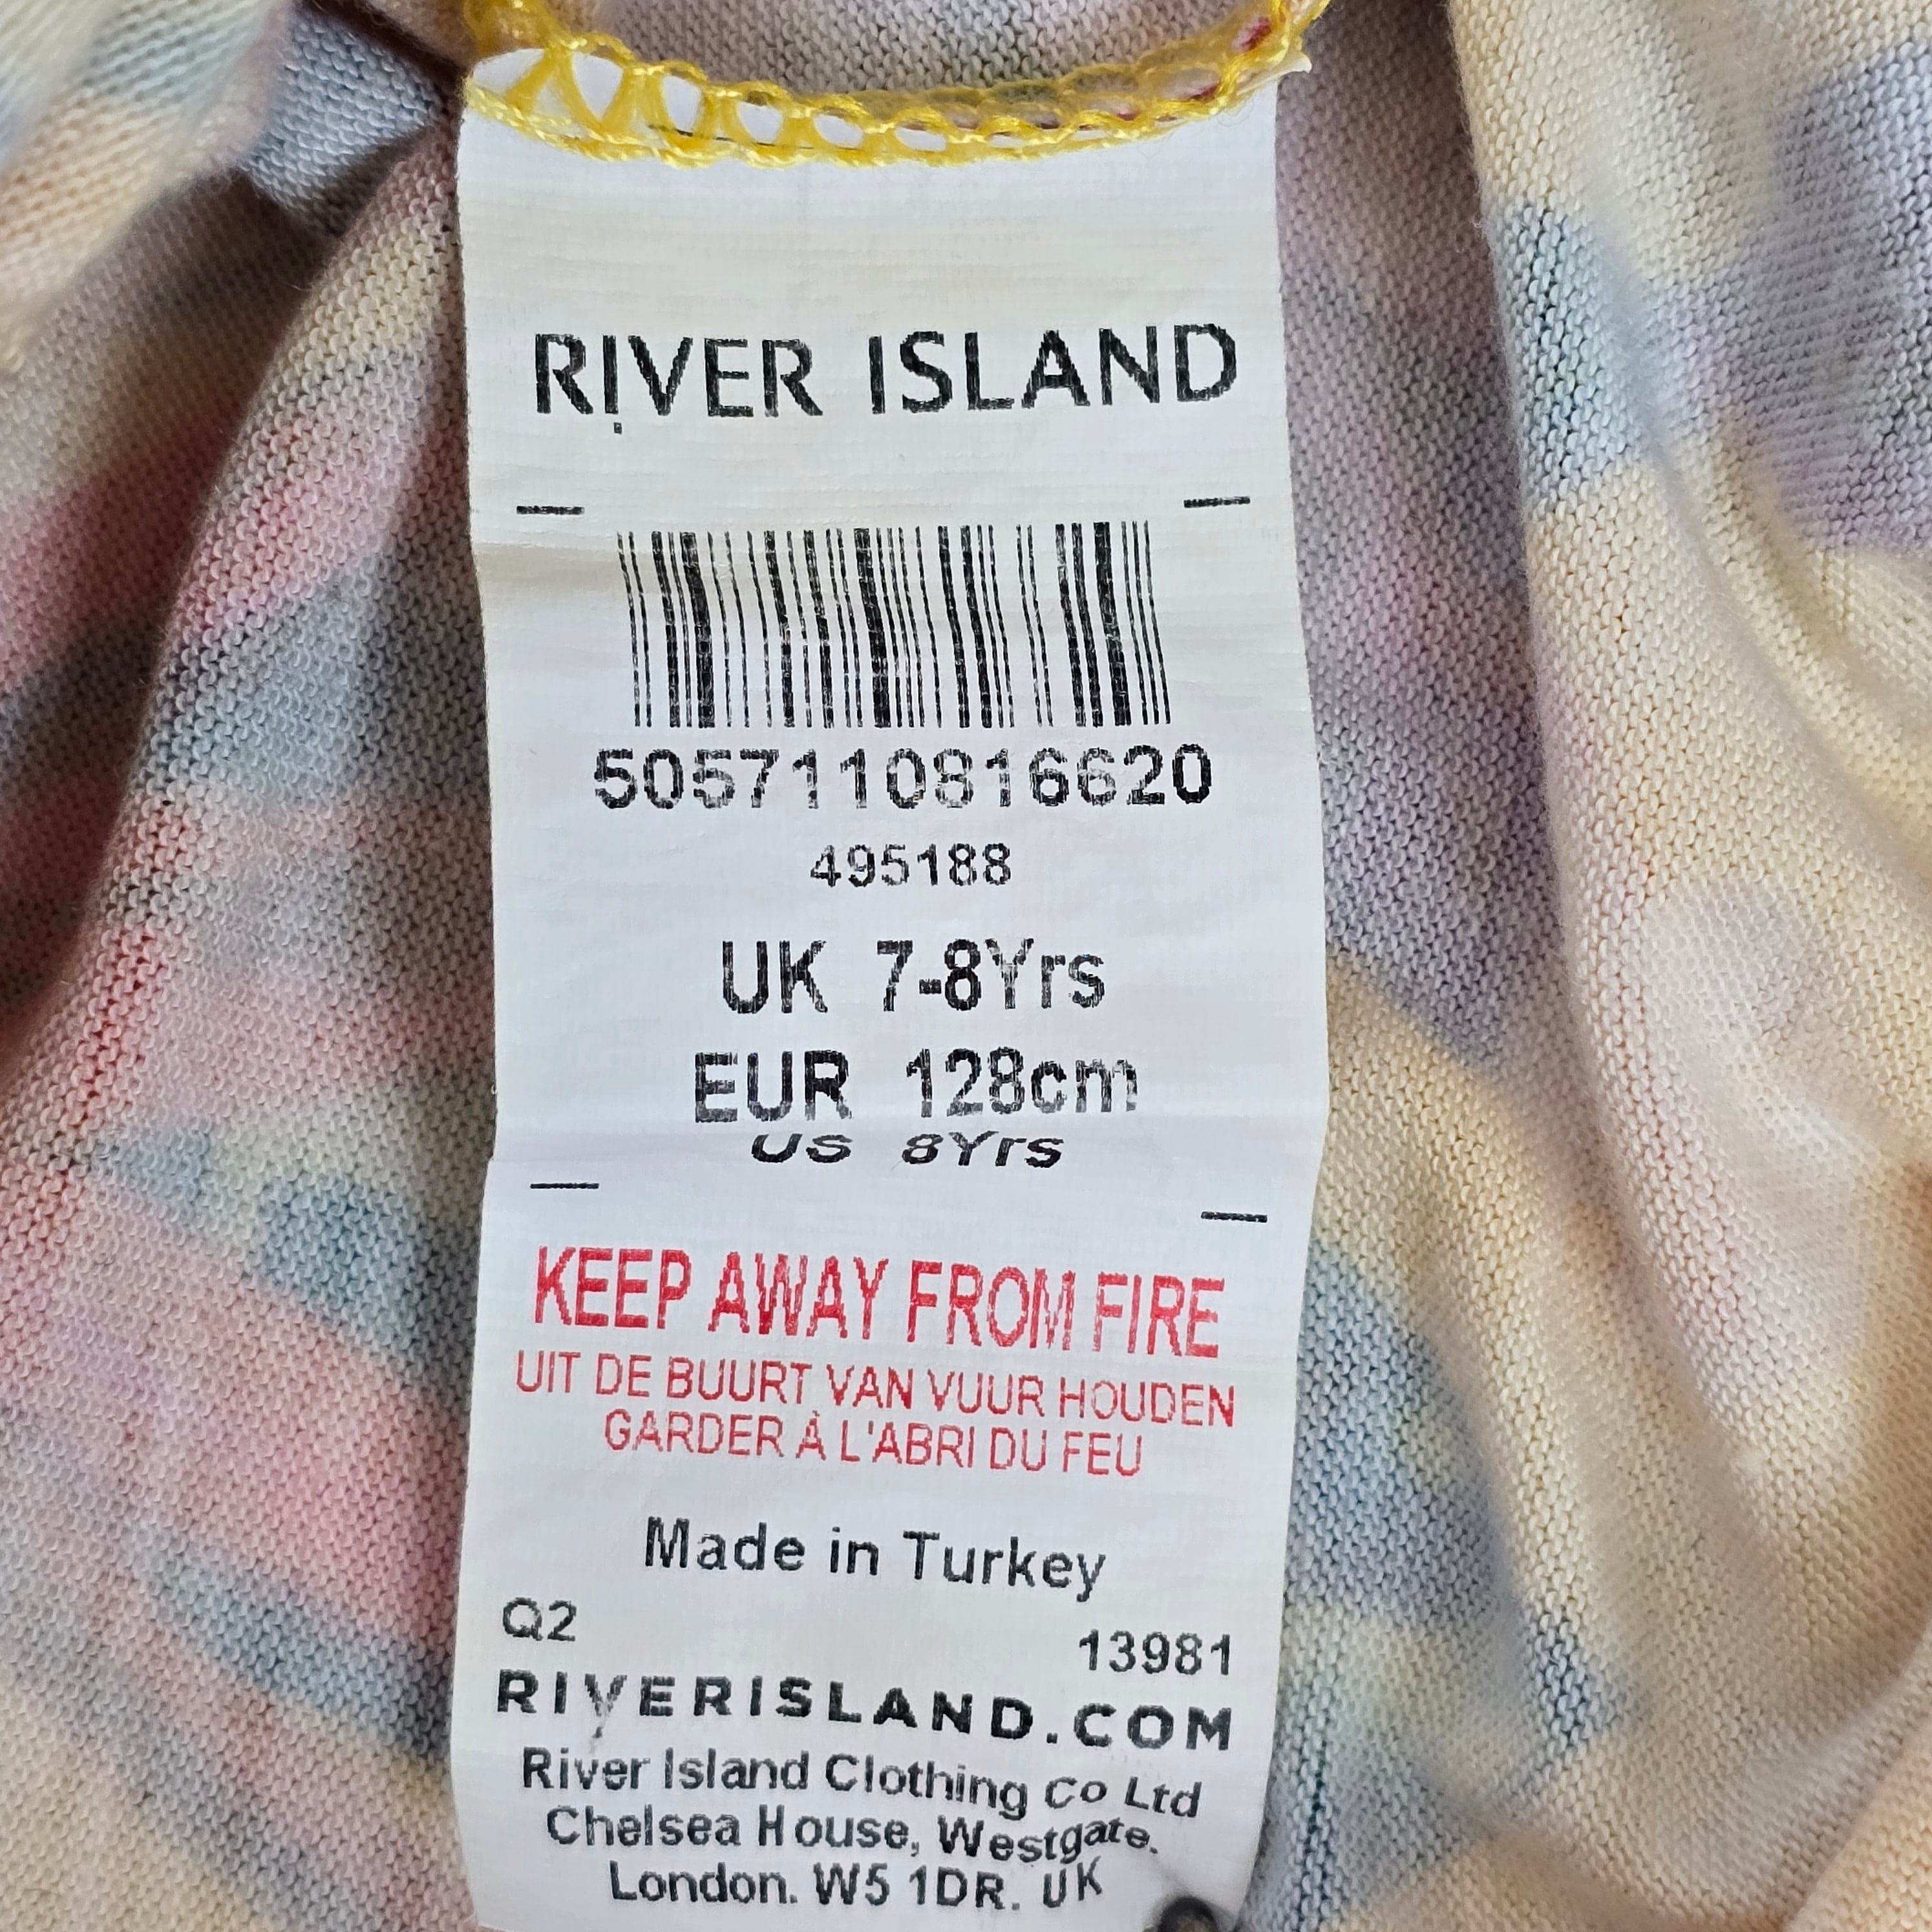 RIVER ISLAND
5057110816620
495188
UK 7-8Yrs
EUR 128cm
US 8Yrs
KEEP AWAY FROM FIRE
UIT DE BUURT VAN VUUR HOUDEN
GARDER À L'ABRI DU FEU
Made in Turkey
Q2 13981
RIVERISLAND.COM
River Island Clothing Co Ltd
Chelsea House, Westgate.
London. W5 1DR. UK